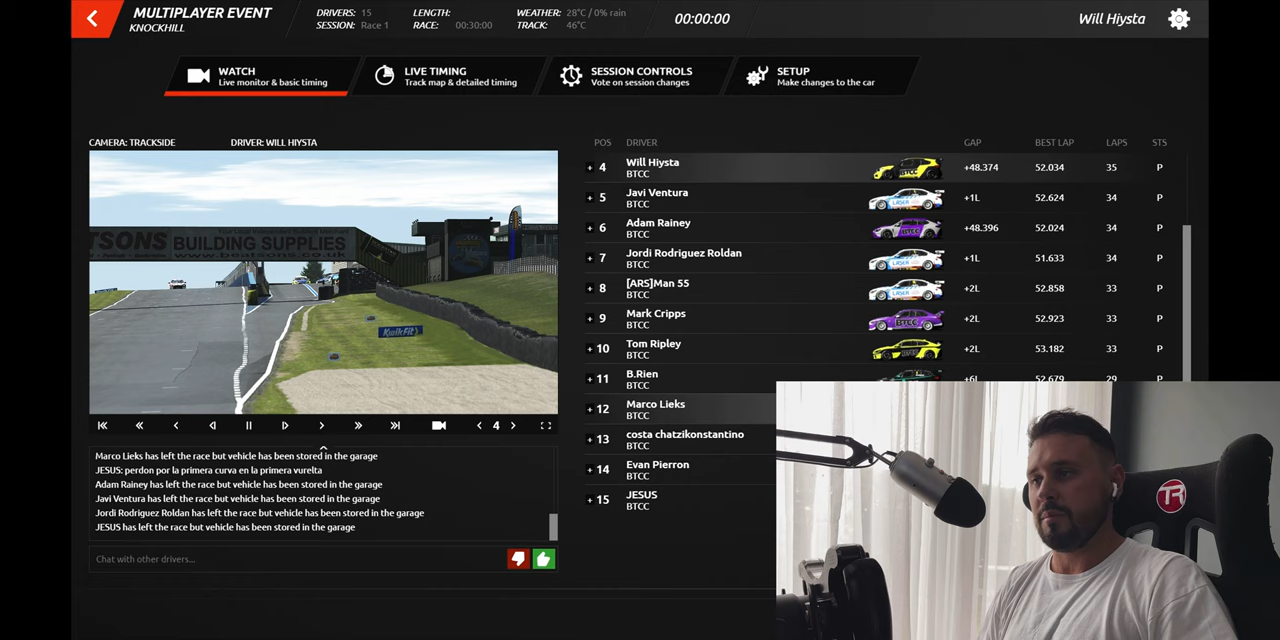 MULTIPLAYER EVENT
KNOCKHILL
DRIVERS: 15
SESSION: Race 1
LENGTH:
RACE: 00:30:00
WEATHER: 28°C / 0% rain
TRACK: 46°C
00:00:00
Will Hiysta
WATCH
Live monitor & basic timing
LIVE TIMING
Track map & detailed timing
SESSION CONTROLS
Vote on session changes
SETUP
Make changes to the car
CAMERA: TRACKSIDE DRIVER: WILL HIYSTA
BUILDING SUPPLIES
KwikFit
4
Marco Lieks has left the race but vehicle has been stored in the garage
JESUS: perdon por la primera curva en la primera vurelta
Adam Rainey has left the race but vehicle has been stored in the garage
Javi Ventura has left the race but vehicle has been stored in the garage
Jordi Rodriguez Roldan has left the race but vehicle has been stored in the garage
JESUS has left the race but vehicle has been stored in the garage
Chat with other drivers...
POS DRIVER GAP BEST LAP LAPS STS
+ 4 Will Hiysta +48.374 52.034 35 P
BTCC
+ 5 Javi Ventura +1L 52.624 34 P
BTCC
+ 6 Adam Rainey +48.396 52.024 34 P
BTCC
+ 7 Jordi Rodriguez Roldan +1L 51.633 34 P
BTCC
+ 8 [ARS]Man 55 +2L 52.858 33 P
BTCC
+ 9 Mark Cripps +2L 52.923 33 P
BTCC
+ 10 Tom Ripley +2L 53.182 33 P
BTCC
+ 11 B.Rien +6L 52.679 29 P
BTCC
+ 12 Marco Lieks
BTCC
+ 13 costa chatzikonstantino
BTCC
+ 14 Evan Pierron
BTCC
+ 15 JESUS
BTCC